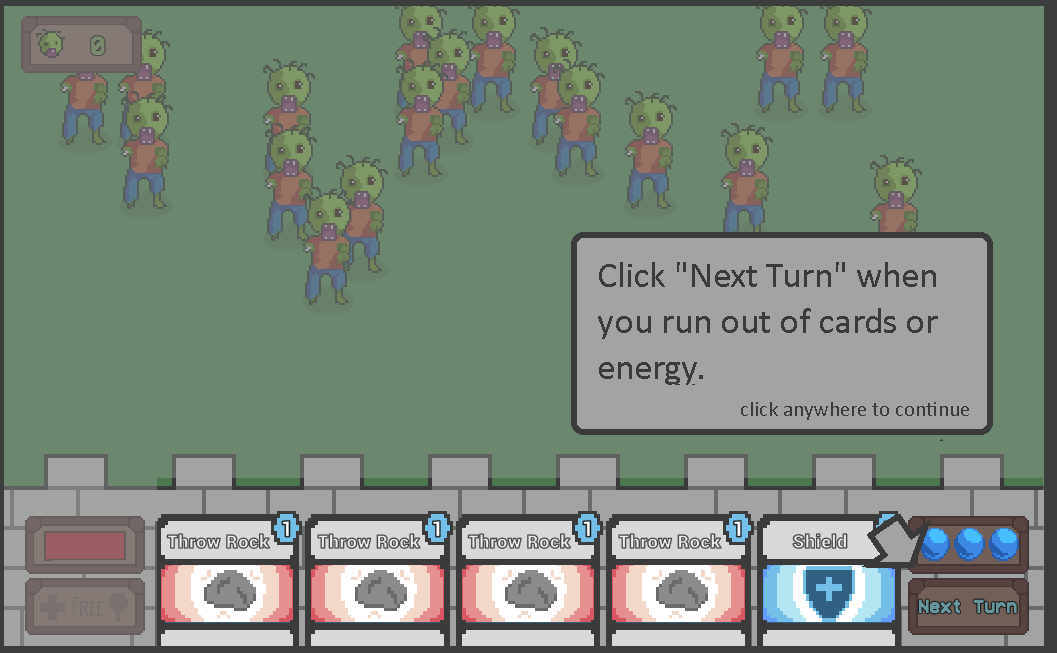 0
Click "Next Turn" when
you run out of cards or
energy.
click anywhere to continue
1
1
1
1
Throw Rock
Throw Rock
Throw Rock
Throw Rock
Shield
Free
Next Turn